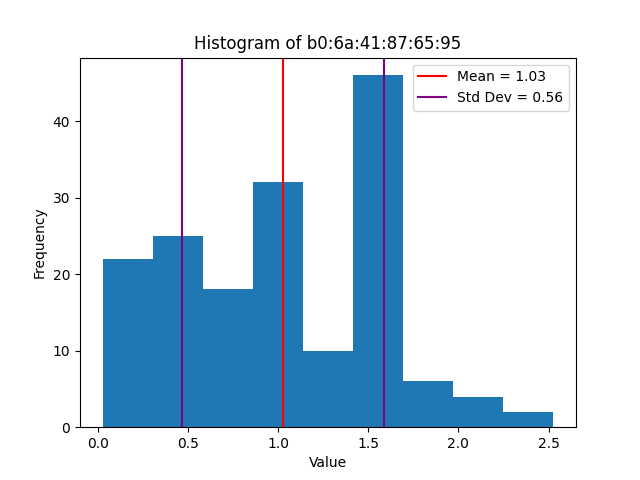 Histogram of b0:6a:41:87:65:95
Mean = 1.03
Std Dev = 0.56
Frequency
40
30
20
10
0
0.0 0.5 1.0 1.5 2.0 2.5
Value